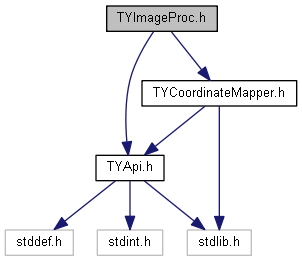 TYImageProc.h
TYCoordinateMapper.h
TYApi.h
stddef.h
stdint.h
stdlib.h